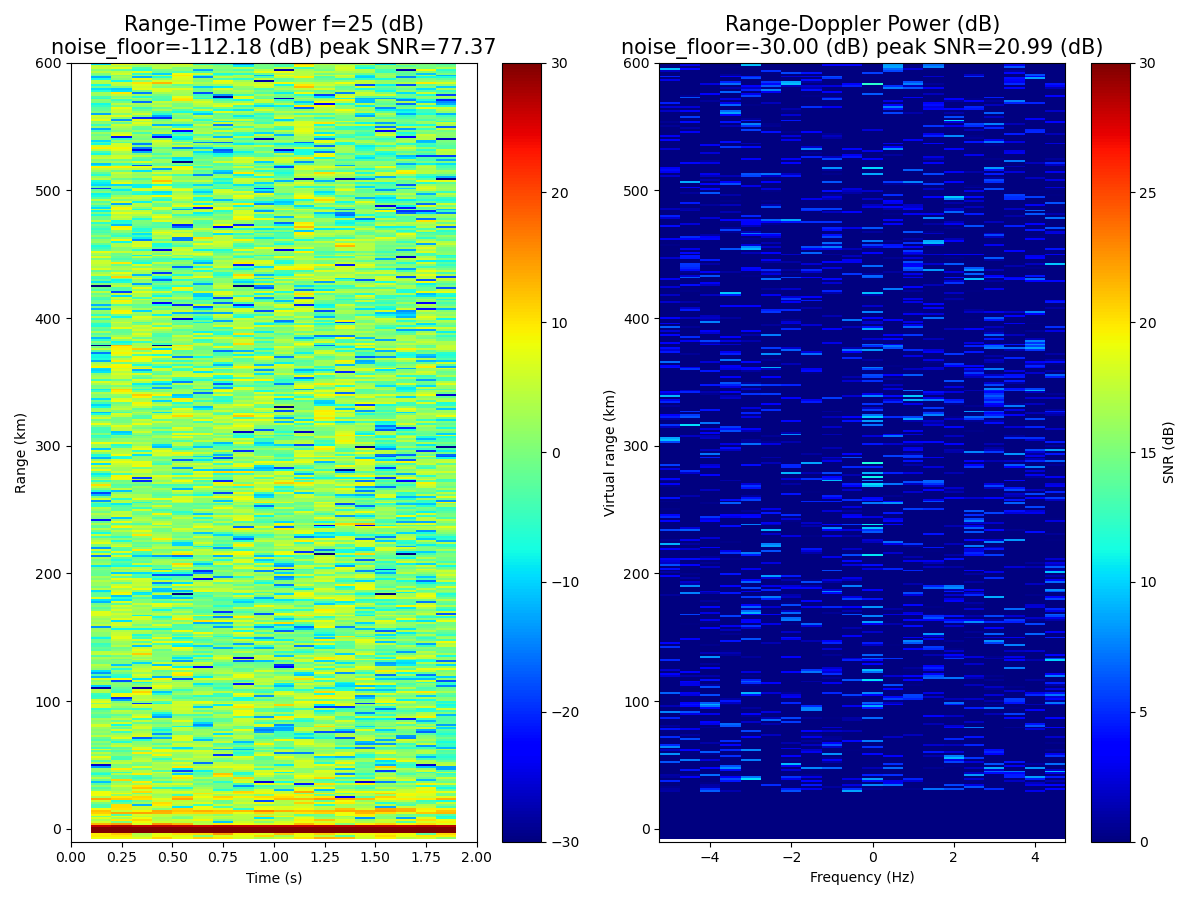 Range-Time Power f=25 (dB)
noise_floor=-112.18 (dB) peak SNR=77.37
600
500
400
300
200
100
0
Range (km)
0.00 0.25 0.50 0.75 1.00 1.25 1.50 1.75 2.00
Time (s)
30
20
10
0
−10
−20
−30
Range-Doppler Power (dB)
noise_floor=-30.00 (dB) peak SNR=20.99 (dB)
600
500
400
300
200
100
0
Virtual range (km)
−4 −2 0 2 4
Frequency (Hz)
30
25
20
15
10
5
0
SNR (dB)